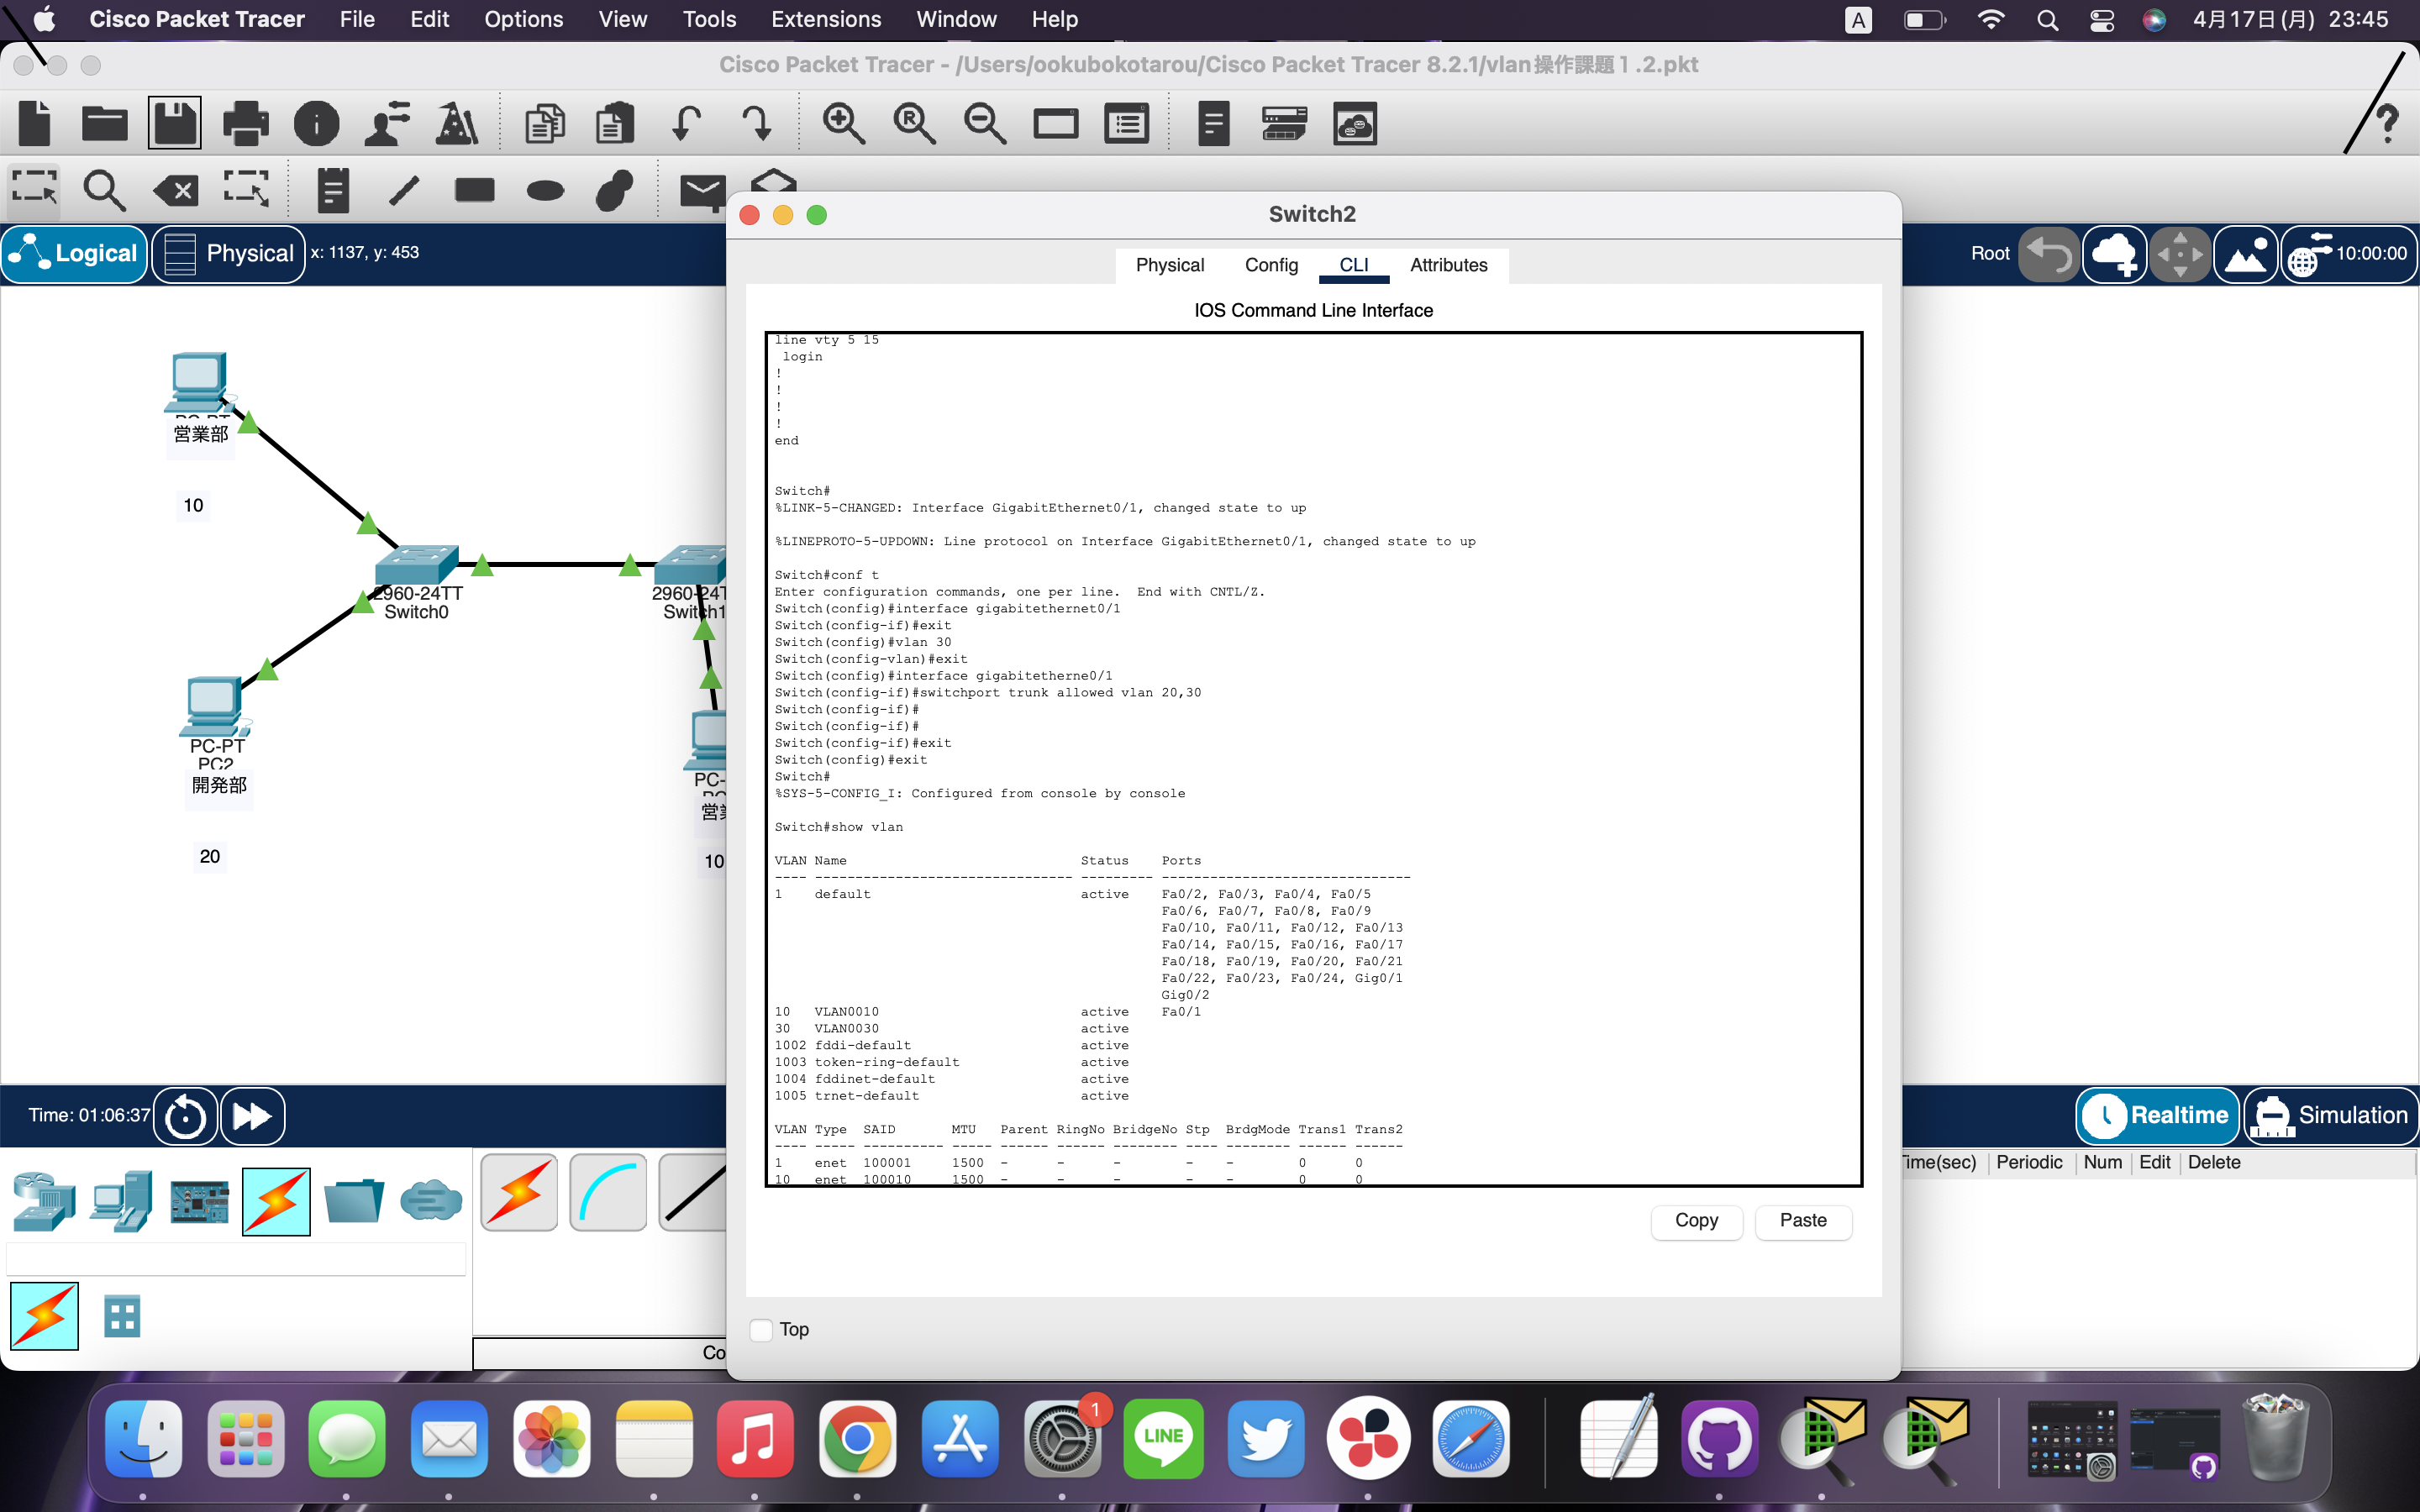 Cisco Packet Tracer File Edit Options View Tools Extensions Window Help A 4月17日(月) 23:45
Cisco Packet Tracer - /Users/ookubokotarou/Cisco Packet Tracer 8.2.1/vlan操作課題1.2.pkt
Logical Physical x: 1137, y: 453 Root 10:00:00
営業部
10
2960-24TT
Switch0
Switch1
PC-PT
PC2
開発部
20
10
Switch2
Physical Config CLI Attributes
IOS Command Line Interface
line vty 5 15
login
!
!
!
!
end
Switch#
%LINK-5-CHANGED: Interface GigabitEthernet0/1, changed state to up
%LINEPROTO-5-UPDOWN: Line protocol on Interface GigabitEthernet0/1, changed state to up
Switch#conf t
Enter configuration commands, one per line.  End with CNTL/Z.
Switch(config)#interface gigabitethernet0/1
Switch(config-if)#exit
Switch(config)#vlan 30
Switch(config-vlan)#exit
Switch(config)#interface gigabitetherne0/1
Switch(config-if)#switchport trunk allowed vlan 20,30
Switch(config-if)#
Switch(config-if)#
Switch(config-if)#exit
Switch(config)#exit
Switch#
%SYS-5-CONFIG_I: Configured from console by console
Switch#show vlan
VLAN Name Status Ports
---- -------------------------------- --------- -------------------------------
1 default active Fa0/2, Fa0/3, Fa0/4, Fa0/5
Fa0/6, Fa0/7, Fa0/8, Fa0/9
Fa0/10, Fa0/11, Fa0/12, Fa0/13
Fa0/14, Fa0/15, Fa0/16, Fa0/17
Fa0/18, Fa0/19, Fa0/20, Fa0/21
Fa0/22, Fa0/23, Fa0/24, Gig0/1
Gig0/2
10 VLAN0010 active Fa0/1
30 VLAN0030 active
1002 fddi-default active
1003 token-ring-default active
1004 fddinet-default active
1005 trnet-default active
VLAN Type SAID MTU Parent RingNo BridgeNo Stp BrdgMode Trans1 Trans2
---- ----- ---------- ----- ------ ------ -------- ---- -------- ------ ------
1 enet 100001 1500 - - - - - 0 0
10 enet 100010 1500 - - - - - 0 0
Copy Paste
Top
Time: 01:06:37
Realtime Simulation
Periodic Num Edit Delete
1
LINE